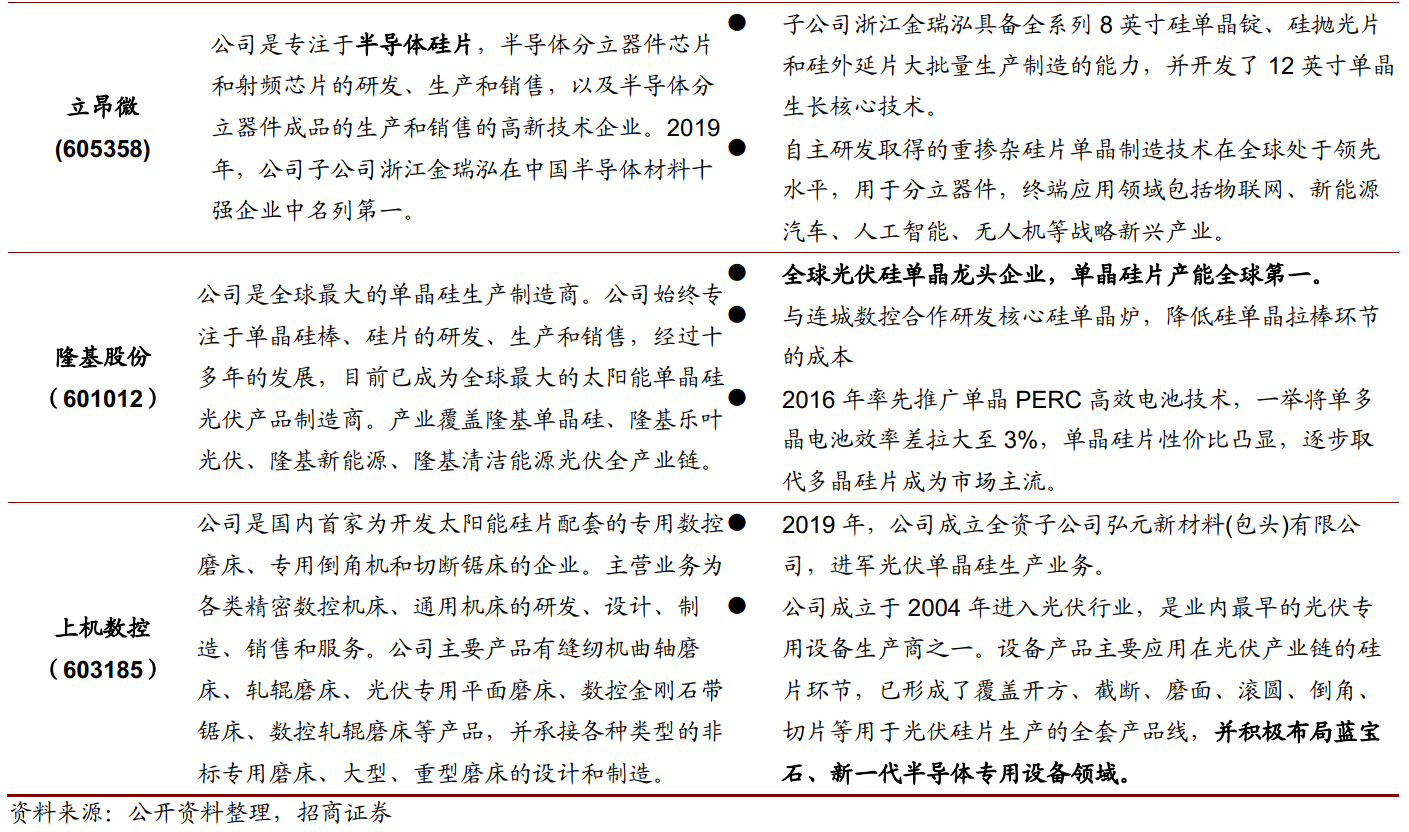 立昂微
(605358)
公司是专注于半导体硅片，半导体分立器件芯片
和射频芯片的研发、生产和销售，以及半导体分
立器件成品的生产和销售的高新技术企业。2019
年，公司子公司浙江金瑞泓在中国半导体材料十
强企业中名列第一。
● 子公司浙江金瑞泓具备全系列 8 英寸硅单晶锭、硅抛光片
和硅外延片大批量生产制造的能力，并开发了 12 英寸单晶
生长核心技术。
● 自主研发取得的重掺杂硅片单晶制造技术在全球处于领先
水平，用于分立器件，终端应用领域包括物联网、新能源
汽车、人工智能、无人机等战略新兴产业。
隆基股份
（601012）
公司是全球最大的单晶硅生产制造商。公司始终专
注于单晶硅棒、硅片的研发、生产和销售，经过十
多年的发展，目前已成为全球最大的太阳能单晶硅
光伏产品制造商。产业覆盖隆基单晶硅、隆基乐叶
光伏、隆基新能源、隆基清洁能源光伏全产业链。
● 全球光伏硅单晶龙头企业，单晶硅片产能全球第一。
● 与连城数控合作研发核心硅单晶炉，降低硅单晶拉棒环节
的成本
● 2016 年率先推广单晶 PERC 高效电池技术，一举将单多
晶电池效率差拉大至 3%，单晶硅片性价比凸显，逐步取
代多晶硅片成为市场主流。
上机数控
（603185）
公司是国内首家为开发太阳能硅片配套的专用数控
磨床、专用倒角机和切断锯床的企业。主营业务为
各类精密数控机床、通用机床的研发、设计、制
造、销售和服务。公司主要产品有缝纫机曲轴磨
床、轧辊磨床、光伏专用平面磨床、数控金刚石带
锯床、数控轧辊磨床等产品，并承接各种类型的非
标专用磨床、大型、重型磨床的设计和制造。
● 2019 年，公司成立全资子公司弘元新材料(包头)有限公
司，进军光伏单晶硅生产业务。
● 公司成立于 2004 年进入光伏行业，是业内最早的光伏专
用设备生产商之一。设备产品主要应用在光伏产业链的硅
片环节，已形成了覆盖开方、截断、磨面、滚圆、倒角、
切片等用于光伏硅片生产的全套产品线，并积极布局蓝宝
石、新一代半导体专用设备领域。
资料来源：公开资料整理，招商证券